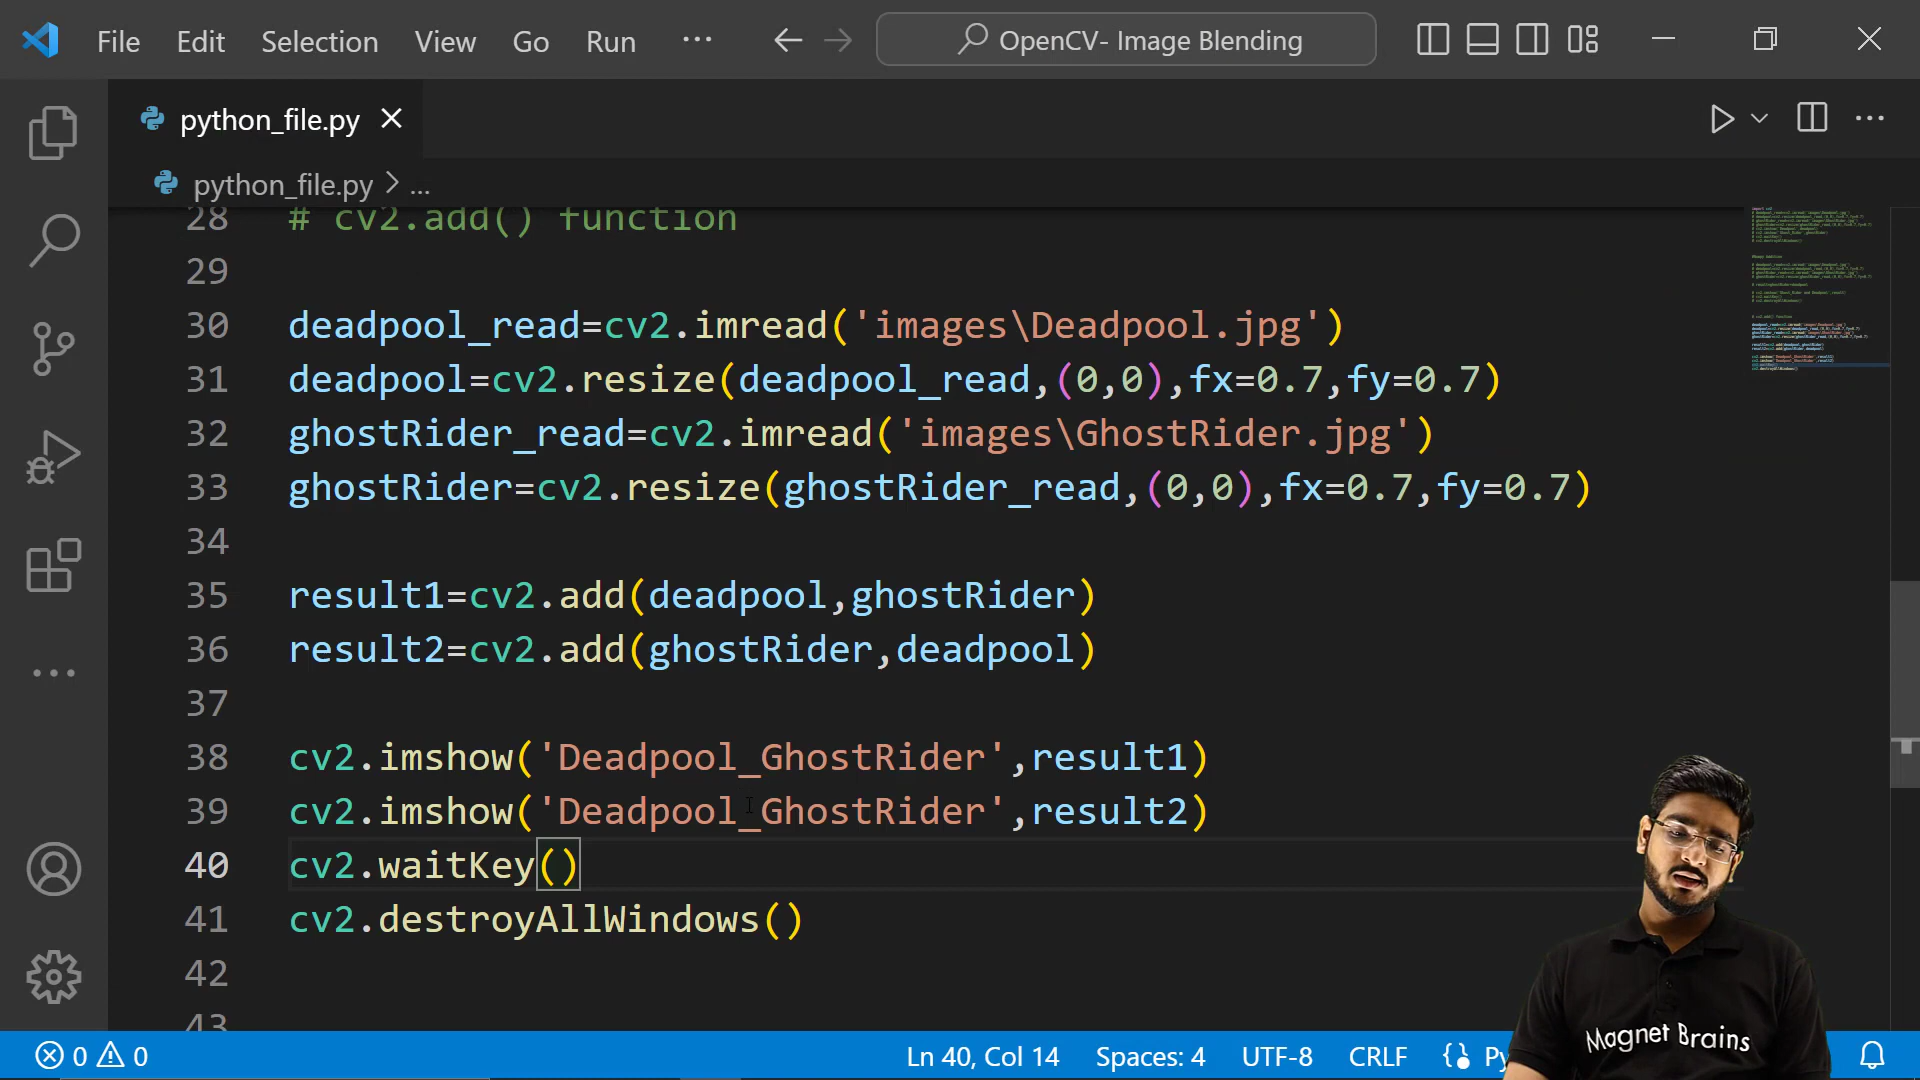 File Edit Selection View Go Run ... OpenCV- Image Blending
python_file.py
python_file.py > ...
28 # cv2.add() function
29
30 deadpool_read=cv2.imread('images\Deadpool.jpg')
31 deadpool=cv2.resize(deadpool_read,(0,0),fx=0.7,fy=0.7)
32 ghostRider_read=cv2.imread('images\GhostRider.jpg')
33 ghostRider=cv2.resize(ghostRider_read,(0,0),fx=0.7,fy=0.7)
34
35 result1=cv2.add(deadpool,ghostRider)
36 result2=cv2.add(ghostRider,deadpool)
37
38 cv2.imshow('Deadpool_GhostRider',result1)
39 cv2.imshow('Deadpool_GhostRider',result2)
40 cv2.waitKey()
41 cv2.destroyAllWindows()
42
43
0 0 Ln 40, Col 14 Spaces: 4 UTF-8 CRLF Py
Magnet Brains